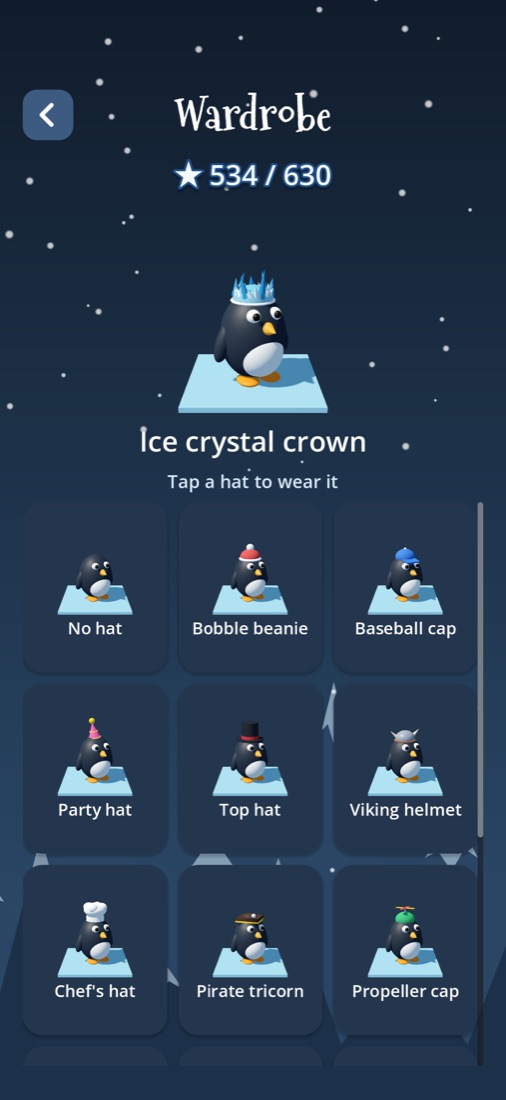 Wardrobe
★ 534 / 630
Ice crystal crown
Tap a hat to wear it
No hat
Bobble beanie
Baseball cap
Party hat
Top hat
Viking helmet
Chef's hat
Pirate tricorn
Propeller cap